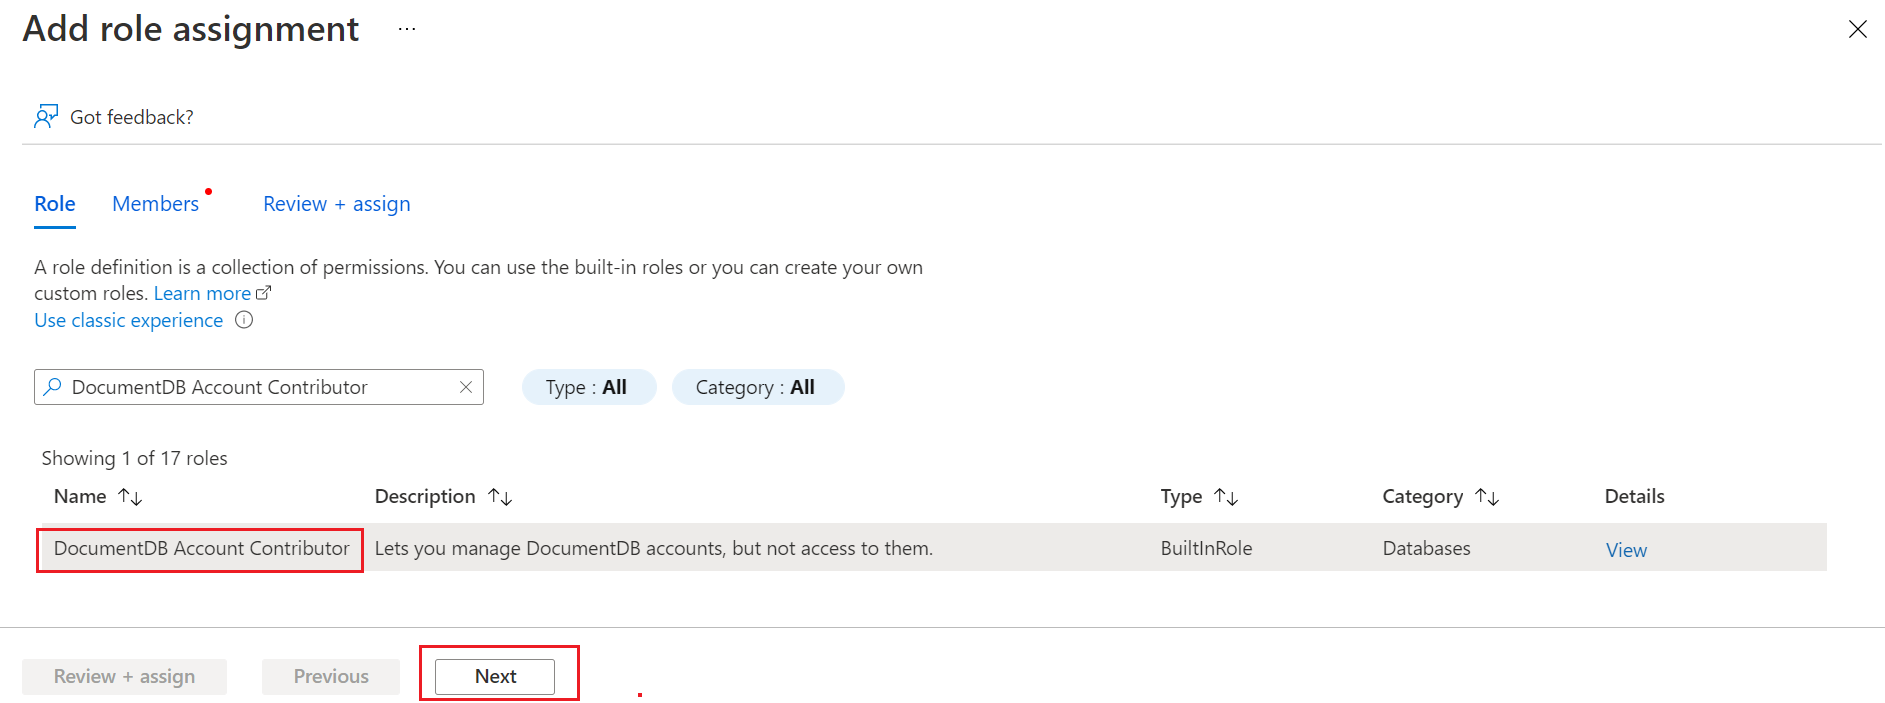 Add role assignment ...
Got feedback?
Role Members Review + assign
A role definition is a collection of permissions. You can use the built-in roles or you can create your own
custom roles. Learn more
Use classic experience
DocumentDB Account Contributor Type : All Category : All
Showing 1 of 17 roles
Name Description Type Category Details
DocumentDB Account Contributor Lets you manage DocumentDB accounts, but not access to them. BuiltInRole Databases View
Review + assign Previous Next